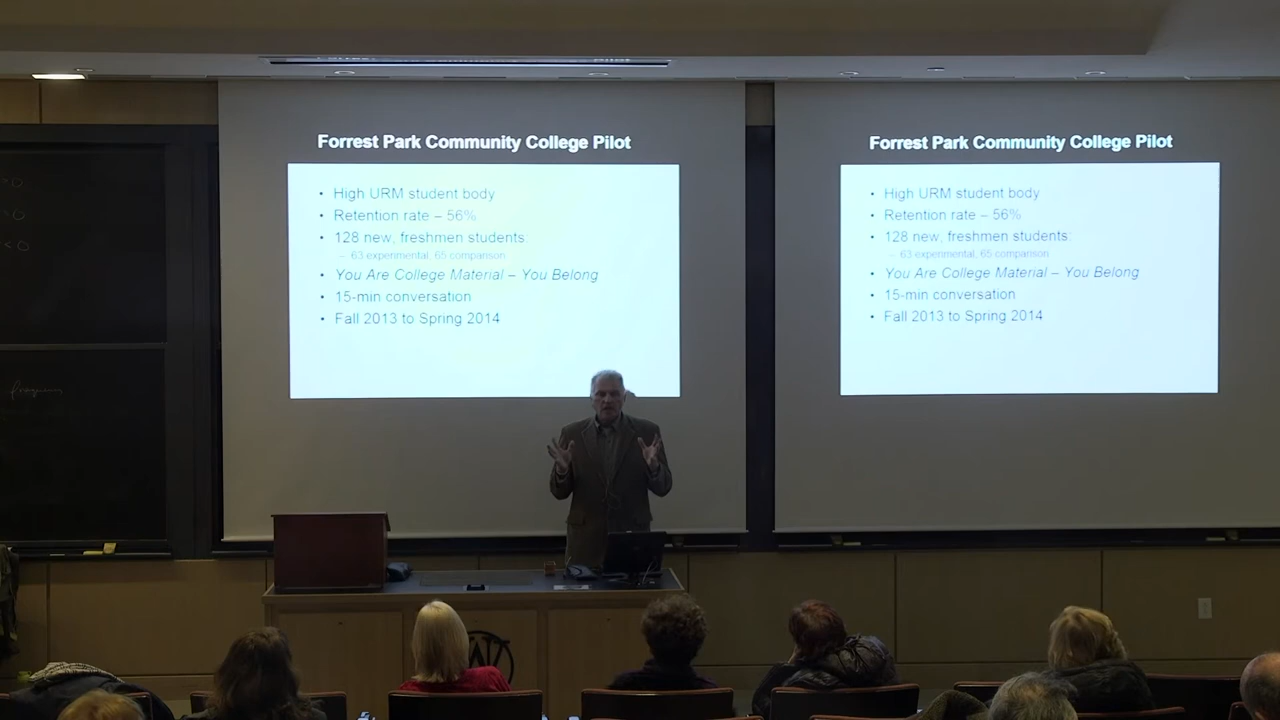 Forrest Park Community College Pilot
• High URM student body
• Retention rate – 56%
• 128 new, freshmen students:
– 63 experimental, 65 comparison
• You Are College Material – You Belong
• 15-min conversation
• Fall 2013 to Spring 2014
Forrest Park Community College Pilot
• High URM student body
• Retention rate – 56%
• 128 new, freshmen students:
– 63 experimental, 65 comparison
• You Are College Material – You Belong
• 15-min conversation
• Fall 2013 to Spring 2014